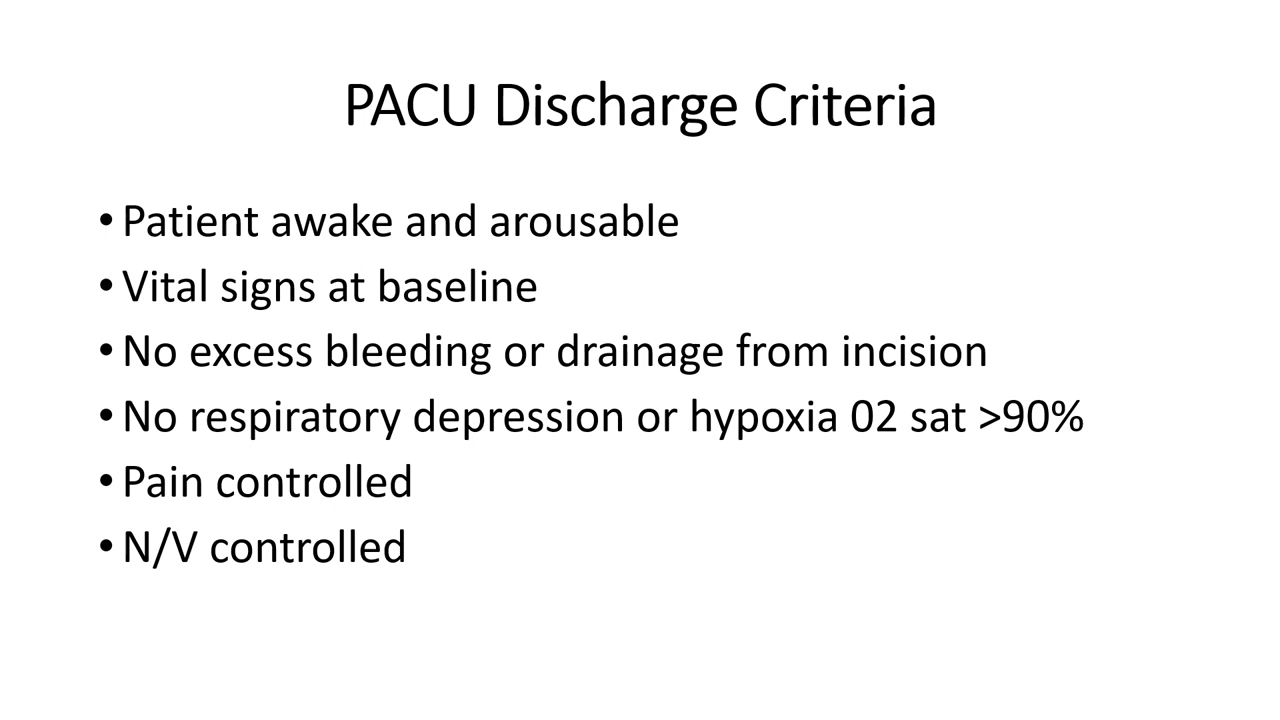 PACU Discharge Criteria
• Patient awake and arousable
• Vital signs at baseline
• No excess bleeding or drainage from incision
• No respiratory depression or hypoxia 02 sat >90%
• Pain controlled
• N/V controlled